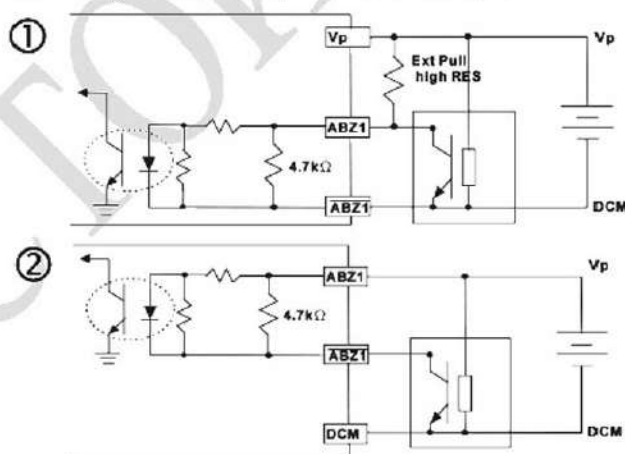 ①
Vp
Vp
Ext Pull
high RES
ABZ1
4.7kΩ
ABZ1
DCM
②
ABZ1
Vp
4.7kΩ
ABZ1
DCM
DCM